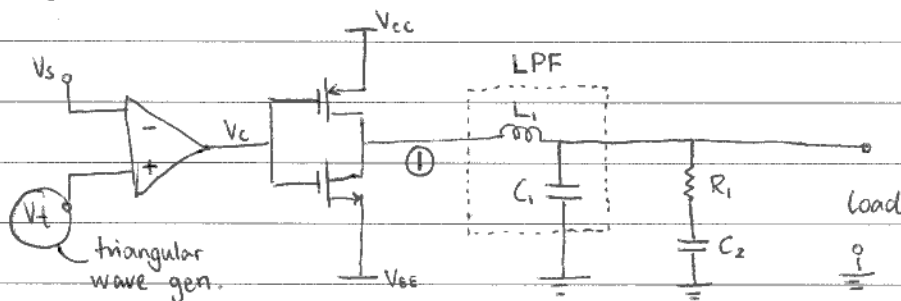 Vcc
LPF
Vs
L1
Vc
-
+
①
C1
R1
load
Vt
C2
triangular
wave gen.
VEE